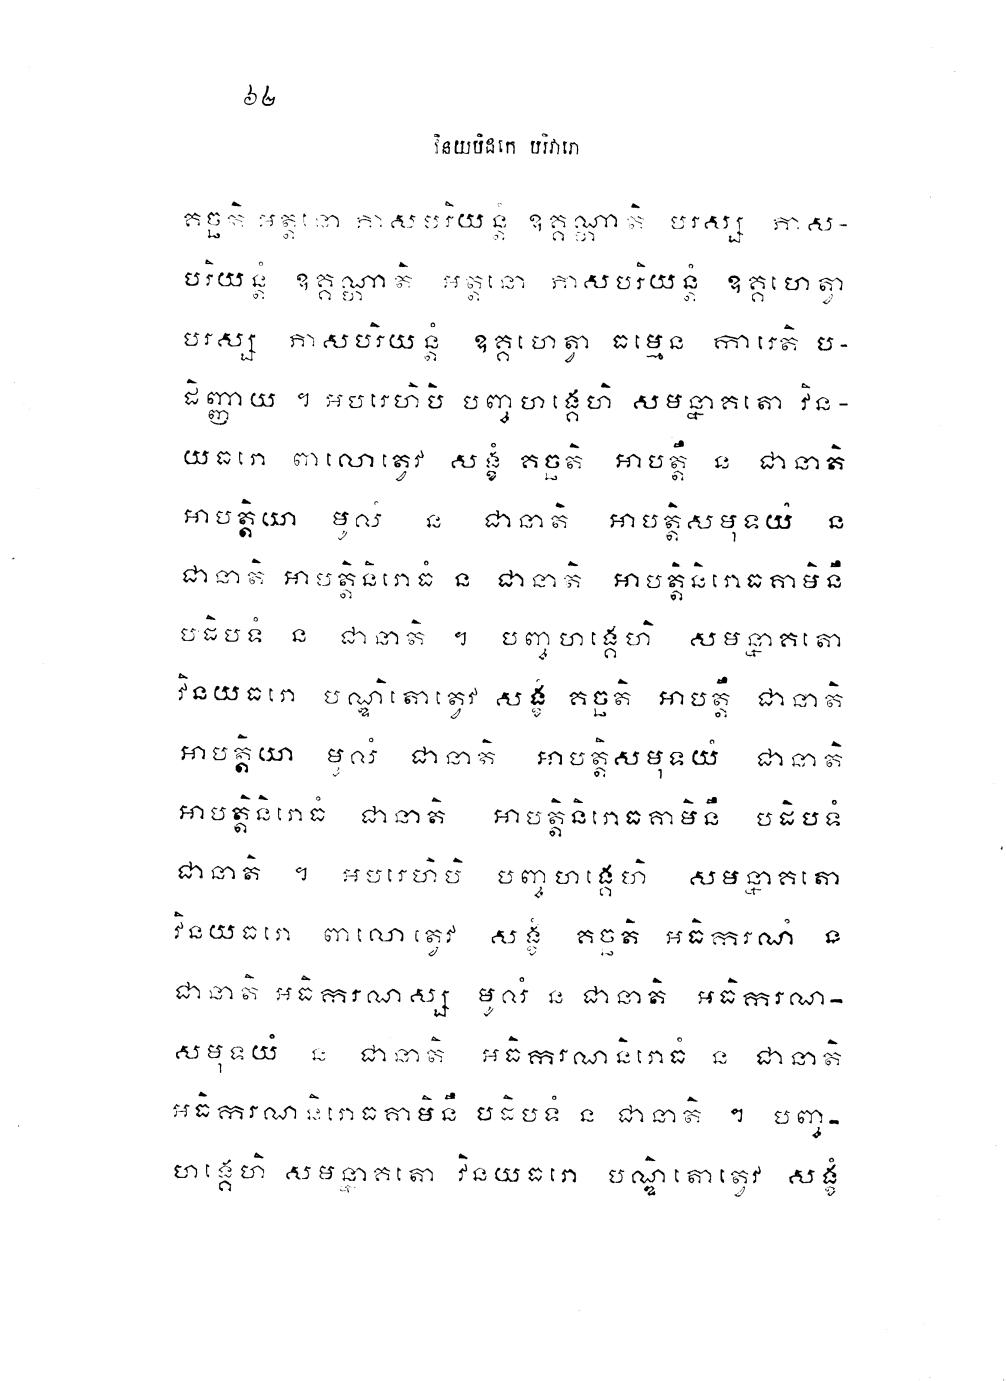 ៦៤
វិនយបិដកេ បរិវារោ
គច្ឆតិ អត្តនោ ភាសបរិយន្តំ ឧគ្គណ្ហាតិ បរស្ស ភាស-
បរិយន្តំ ឧគ្គណ្ហាតិ អត្តនោ ភាសបរិយន្តំ ឧគ្គហេត្វា
បរស្ស ភាសបរិយន្តំ ឧគ្គហេត្វា ធម្មេន ការេតិ ប-
ដិញ្ញាយ ។ អបរេហិបិ បញ្ចហង្គេហិ សមន្នាគតោ វិន-
យធរោ ពាលោត្វេវ សង្ខំ គច្ឆតិ អាបត្តឹ ន ជានាតិ
អាបត្តិយា មូលំ ន ជានាតិ អាបត្តិសមុទយំ ន
ជានាតិ អាបត្តិនិរោធំ ន ជានាតិ អាបត្តិនិរោធគាមិនឹ
បដិបទំ ន ជានាតិ ។ បញ្ចហង្គេហិ សមន្នាគតោ
វិនយធរោ បណ្ឌិតោត្វេវ សង្ខំ គច្ឆតិ អាបត្តឹ ជានាតិ
អាបត្តិយា មូលំ ជានាតិ អាបត្តិសមុទយំ ជានាតិ
អាបត្តិនិរោធំ ជានាតិ អាបត្តិនិរោធគាមិនឹ បដិបទំ
ជានាតិ ។ អបរេហិបិ បញ្ចហង្គេហិ សមន្នាគតោ
វិនយធរោ ពាលោត្វេវ សង្ខំ គច្ឆតិ អធិករណំ ន
ជានាតិ អធិករណស្ស មូលំ ន ជានាតិ អធិករណ-
សមុទយំ ន ជានាតិ អធិករណនិរោធំ ន ជានាតិ
អធិករណនិរោធគាមិនឹ បដិបទំ ន ជានាតិ ។ បញ្ច-
ហង្គេហិ សមន្នាគតោ វិនយធរោ បណ្ឌិតោត្វេវ សង្ខំ